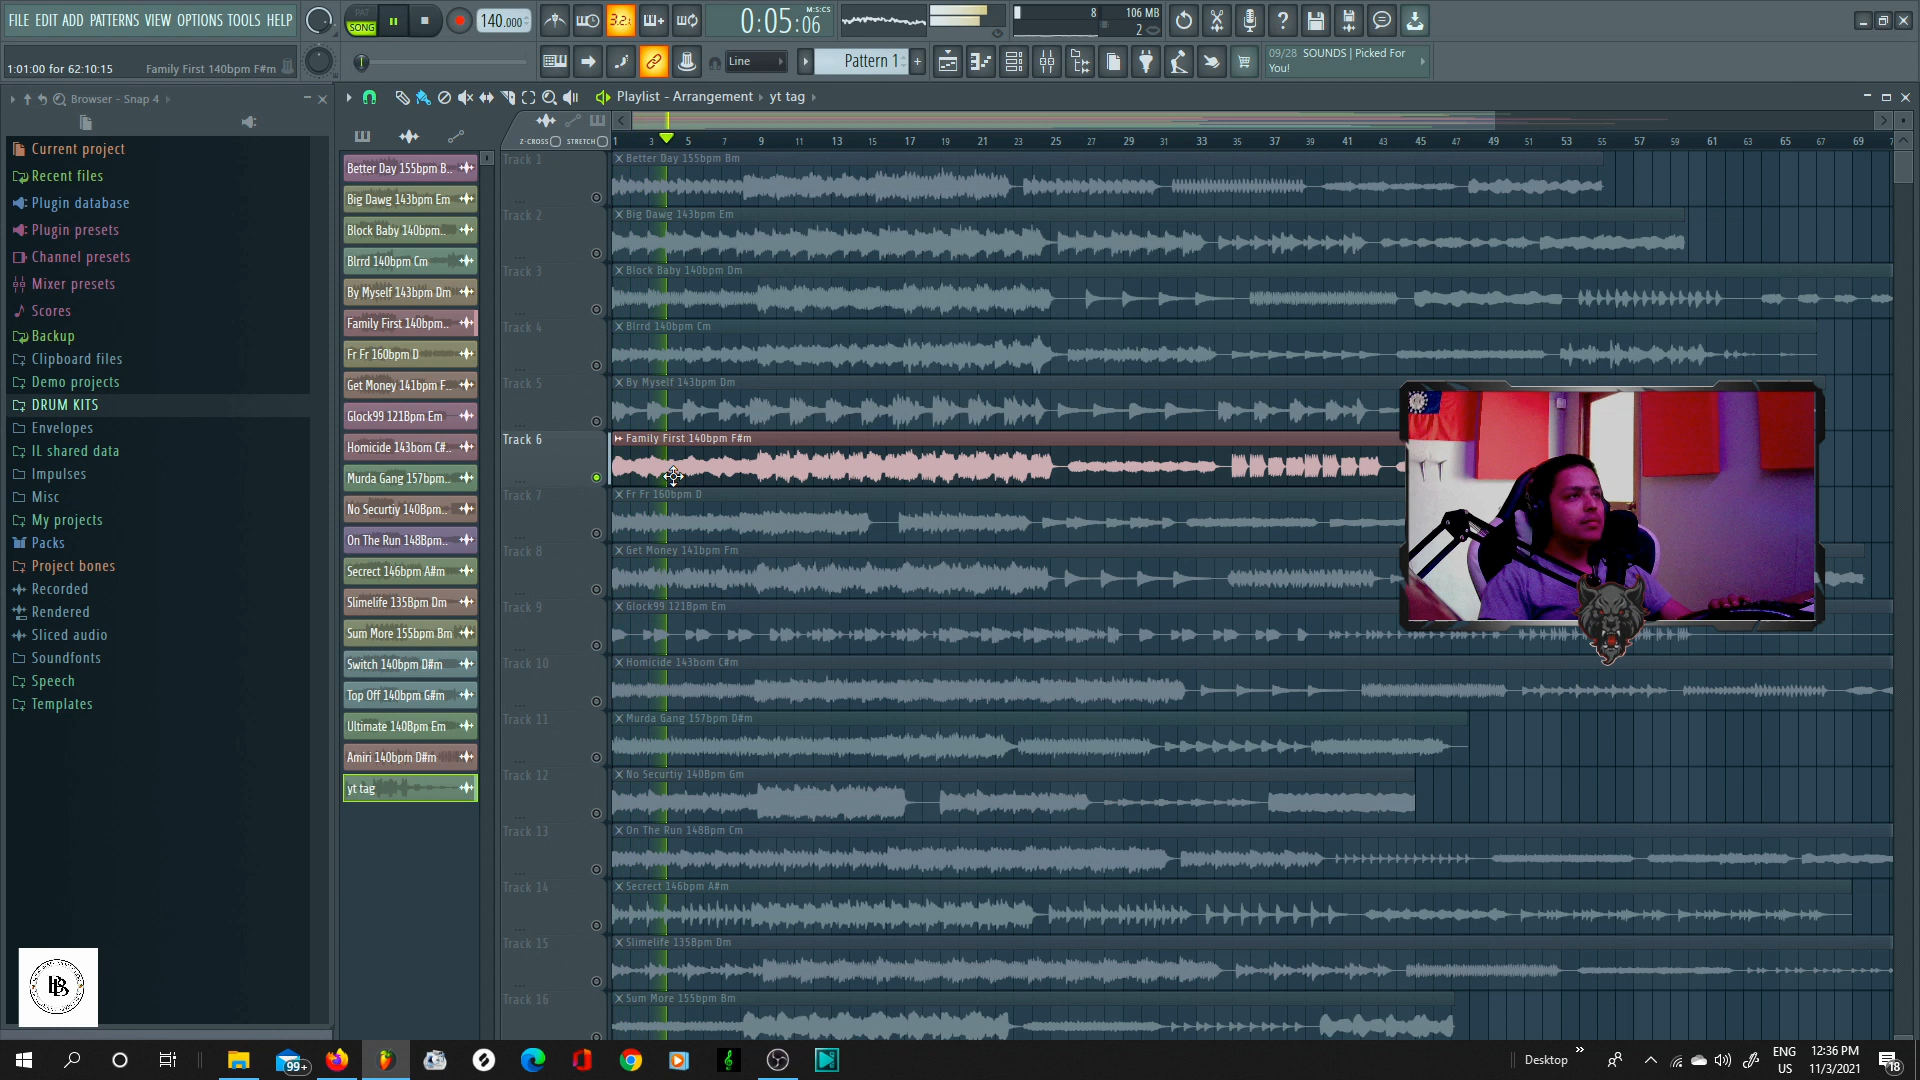 FILE EDIT ADD PATTERNS VIEW OPTIONS TOOLS HELP
PAT
SONG
140.000
3.2.
0:05:06
M:S:CS
8
106 MB
2
1:01:00 for 62:10:15
Family First 140bpm F#m
Line
Pattern 1
09/28 SOUNDS | Picked For
You!
Browser - Snap 4
Playlist - Arrangement
yt tag
Z-CROSS
STRETCH
1 3 5 7 9 11 13 15 17 19 21 23 25 27 29 31 33 35 37 39 41 43 45 47 49 51 53 55 57 59 61 63 65 67 69
Current project
Recent files
Plugin database
Plugin presets
Channel presets
Mixer presets
Scores
Backup
Clipboard files
Demo projects
DRUM KITS
Envelopes
IL shared data
Impulses
Misc
My projects
Packs
Project bones
Recorded
Rendered
Sliced audio
Soundfonts
Speech
Templates
Better Day 155bpm B..
Big Dawg 143bpm Em
Block Baby 140bpm..
Blrrd 140bpm Cm
By Myself 143bpm Dm
Family First 140bpm..
Fr Fr 160bpm D
Get Money 141bpm F..
Glock99 121Bpm Em
Homicide 143bom C#..
Murda Gang 157bpm..
No Securtiy 140Bpm..
On The Run 148Bpm..
Secrect 146bpm A#m
Slimelife 135Bpm Dm
Sum More 155bpm Bm
Switch 140bpm D#m
Top Off 140bpm G#m
Ultimate 140Bpm Em
Amiri 140bpm D#m
yt tag
Track 1
Better Day 155bpm Bm
Track 2
Big Dawg 143bpm Em
Track 3
Block Baby 140bpm Dm
Track 4
Blrrd 140bpm Cm
Track 5
By Myself 143bpm Dm
Track 6
Family First 140bpm F#m
Track 7
Fr Fr 160bpm D
Track 8
Get Money 141bpm Fm
Track 9
Glock99 121Bpm Em
Track 10
Homicide 143bom C#m
Track 11
Murda Gang 157bpm D#m
Track 12
No Securtiy 140Bpm Gm
Track 13
On The Run 148Bpm Cm
Track 14
Secrect 146bpm A#m
Track 15
Slimelife 135Bpm Dm
Track 16
Sum More 155bpm Bm
99+
Desktop
ENG
US
12:36 PM
11/3/2021
18